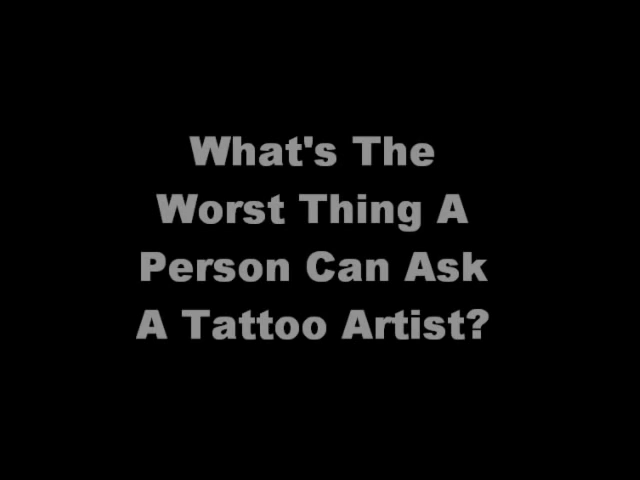 What's The
Worst Thing A
Person Can Ask
A Tattoo Artist?